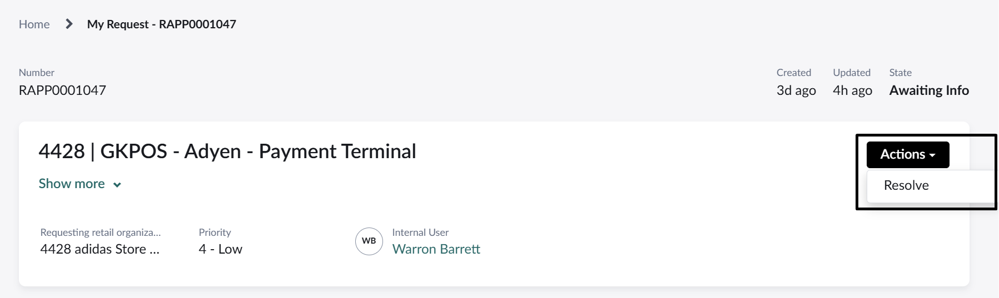 Home > My Request - RAPP0001047
Number
RAPP0001047
Created Updated State
3d ago 4h ago Awaiting Info
4428 | GKPOS - Adyen - Payment Terminal
Show more
Actions
Resolve
Requesting retail organiza...
4428 adidas Store ...
Priority
4 - Low
WB
Internal User
Warron Barrett